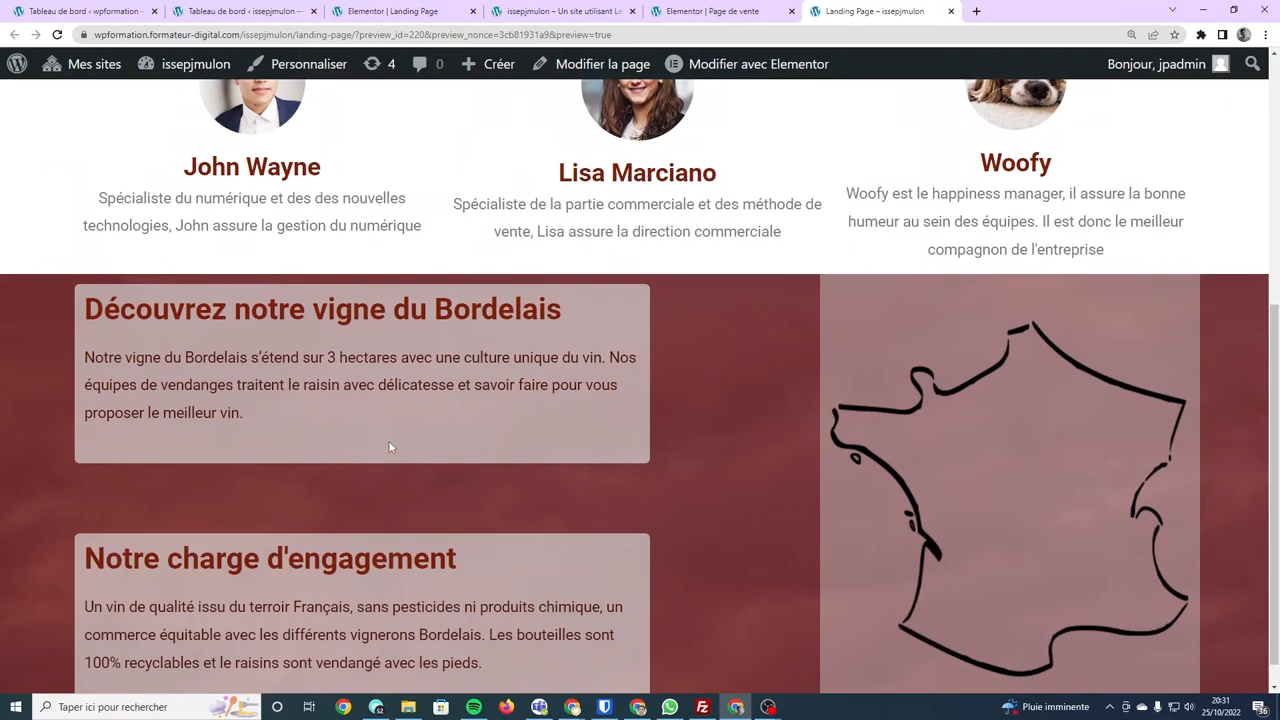 Tableau de bord ‹ wpformation
Tableau de bord ‹ issepjmulon
Elementor | Landing Page
issepjmulon – Un site utilisant Le
Elementor | Page de vente
Landing Page – issepjmulon
wpformation.formateur-digital.com/issepjmulon/landing-page/?preview_id=220&preview_nonce=3cb81931a9&preview=true
Mes sites
issepjmulon
Personnaliser
4
0
Créer
Modifier la page
Modifier avec Elementor
Bonjour, jpadmin
John Wayne
Spécialiste du numérique et des des nouvelles
technologies, John assure la gestion du numérique
Lisa Marciano
Spécialiste de la partie commerciale et des méthode de
vente, Lisa assure la direction commerciale
Woofy
Woofy est le happiness manager, il assure la bonne
humeur au sein des équipes. Il est donc le meilleur
compagnon de l'entreprise
Découvrez notre vigne du Bordelais
Notre vigne du Bordelais s’étend sur 3 hectares avec une culture unique du vin. Nos
équipes de vendanges traitent le raisin avec délicatesse et savoir faire pour vous
proposer le meilleur vin.
Notre charge d'engagement
Un vin de qualité issu du terroir Français, sans pesticides ni produits chimique, un
commerce équitable avec les différents vignerons Bordelais. Les bouteilles sont
100% recyclables et le raisins sont vendangé avec les pieds.
Taper ici pour rechercher
Pluie imminente
20:31
25/10/2022
36